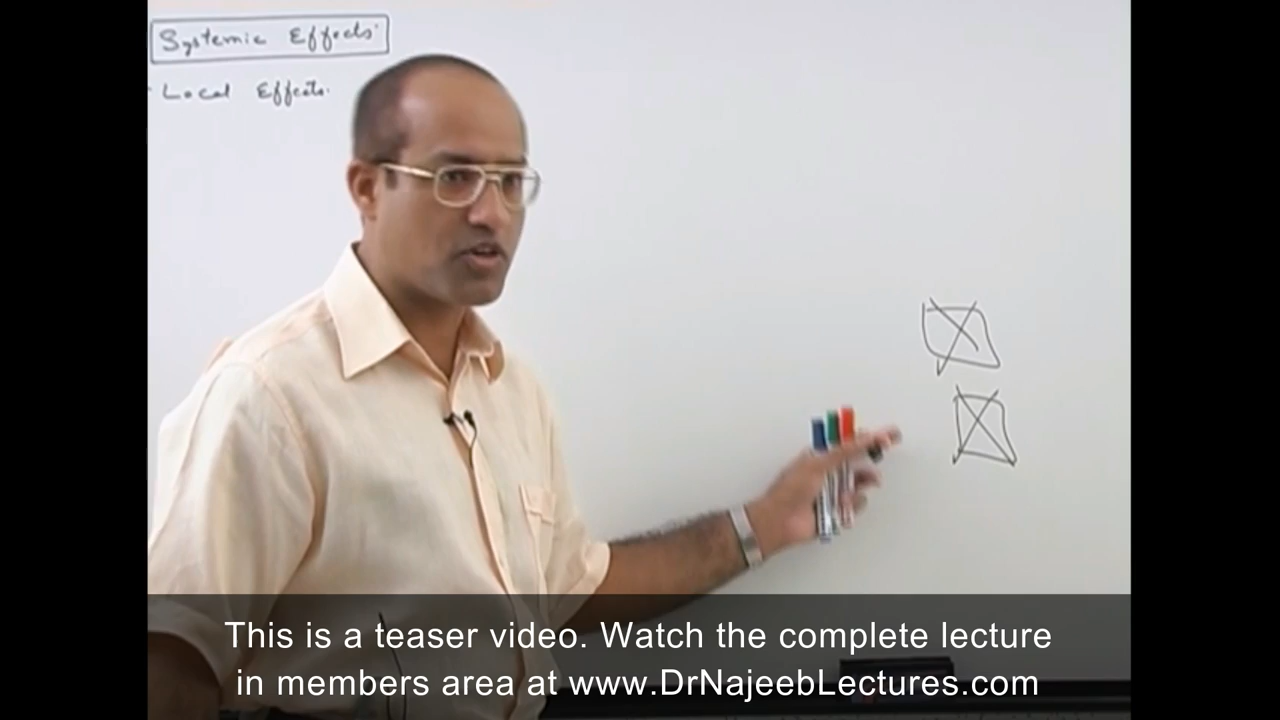 Systemic Effects.
Local Effects.
This is a teaser video. Watch the complete lecture
in members area at www.DrNajeebLectures.com